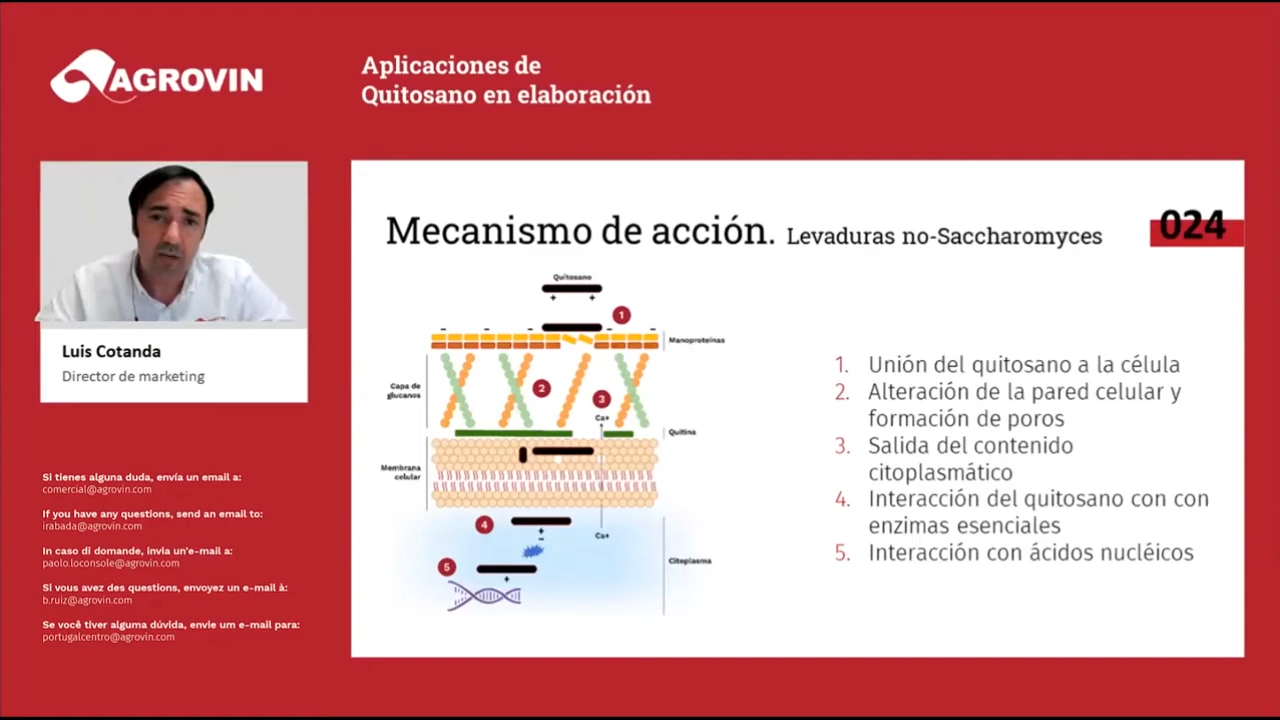 AGROVIN
Aplicaciones de
Quitosano en elaboración
Luis Cotanda
Director de marketing
Si tienes alguna duda, envía un email a:
comercial@agrovin.com
If you have any questions, send an email to:
irabada@agrovin.com
In caso di domande, invia un'e-mail a:
paolo.loconsole@agrovin.com
Si vous avez des questions, envoyez un e-mail à:
b.ruiz@agrovin.com
Se você tiver alguma dúvida, envie um e-mail para:
portugalcentro@agrovin.com
Mecanismo de acción. Levaduras no-Saccharomyces
024
Quitosano
+ +
1
- - - - -
Manoproteínas
Capa de
glucanos
2
3
Ca+
Quitina
Membrana
celular
4
+
-
Ca+
5
+
Citoplasma
1. Unión del quitosano a la célula
2. Alteración de la pared celular y
formación de poros
3. Salida del contenido
citoplasmático
4. Interacción del quitosano con con
enzimas esenciales
5. Interacción con ácidos nucléicos